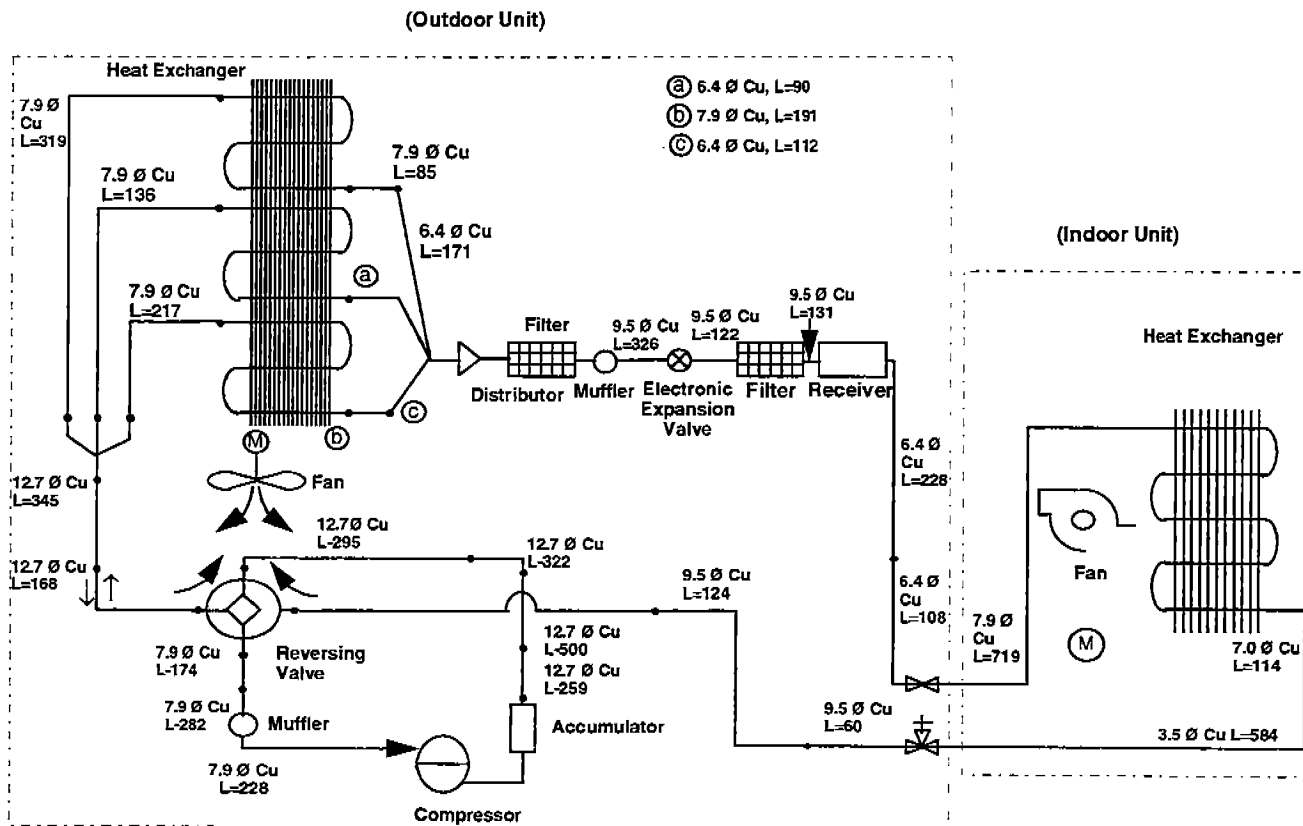 (Outdoor Unit)
Heat Exchanger
ⓐ 6.4 Ø Cu, L=90
ⓑ 7.9 Ø Cu, L=191
ⓒ 6.4 Ø Cu, L=112
7.9 Ø
Cu
L=319
7.9 Ø Cu
L=136
7.9 Ø Cu
L=217
7.9 Ø Cu
L=85
6.4 Ø Cu
L=171
ⓐ
ⓒ
ⓑ
M
Fan
Filter
Distributor
Muffler
9.5 Ø Cu
L=326
Electronic
Expansion
Valve
9.5 Ø Cu
L=122
Filter
9.5 Ø Cu
L=131
Receiver
6.4 Ø
Cu
L=228
6.4 Ø
Cu
L=108
12.7 Ø Cu
L=345
12.7 Ø Cu
L=168
12.7 Ø Cu
L-295
12.7 Ø Cu
L-322
9.5 Ø Cu
L=124
12.7 Ø Cu
L-500
12.7 Ø Cu
L-259
Reversing
Valve
7.9 Ø Cu
L-174
7.9 Ø Cu
L-282
Muffler
7.9 Ø Cu
L=228
Compressor
Accumulator
9.5 Ø Cu
L=60
(Indoor Unit)
Heat Exchanger
Fan
M
7.9 Ø
Cu
L=719
7.0 Ø Cu
L=114
3.5 Ø Cu L=584